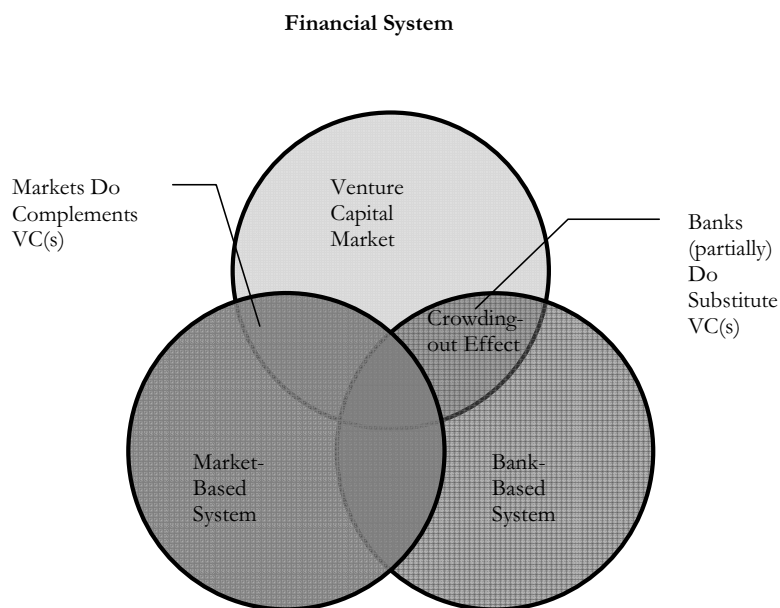 Financial System
Markets Do
Complements
VC(s)
Venture
Capital
Market
Banks
(partially)
Do
Substitute
VC(s)
Crowding-
out Effect
Market-
Based
System
Bank-
Based
System